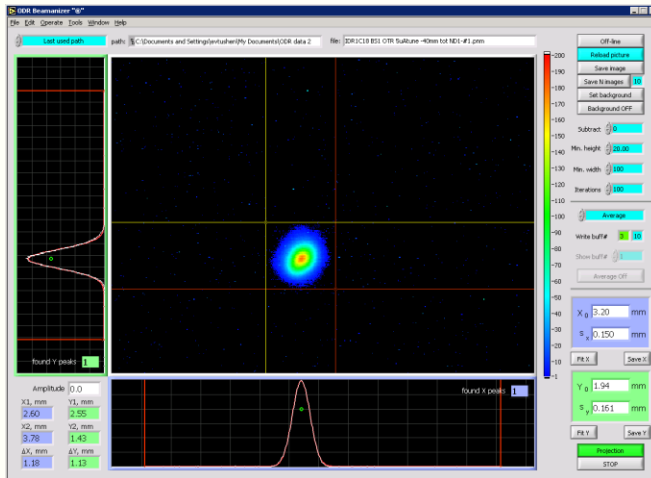 ODR Beamanizer "®"
File Edit Operate Tools Window Help
Last used path
path: C:\Documents and Settings\evtushen\My Documents\ODR data 2
file: IDR1C18 BS1 OTR 5uAtune -40mm tot ND1-#1.pmm
Off-line
Reload picture
Save image
Save N images 10
Set background
Background OFF
Subtract 0
Min. height 20.00
Min. width 100
Iterations 100
Average
Write buff# 3 10
Show buff# 1
Average Off
-200
-190
-180
-170
-160
-150
-140
-130
-120
-110
-100
-90
-80
-70
-60
-50
-40
-30
-20
-10
-1
X0 3.20 mm
Sx 0.150 mm
Fit X Save X
Y0 1.94 mm
Sy 0.161 mm
Fit Y Save Y
Projection
STOP
found Y peaks 1
found X peaks 1
Amplitude 0.0
X1, mm Y1, mm
2.60 2.55
X2, mm Y2, mm
3.78 1.43
ΔX, mm ΔY, mm
1.18 1.13